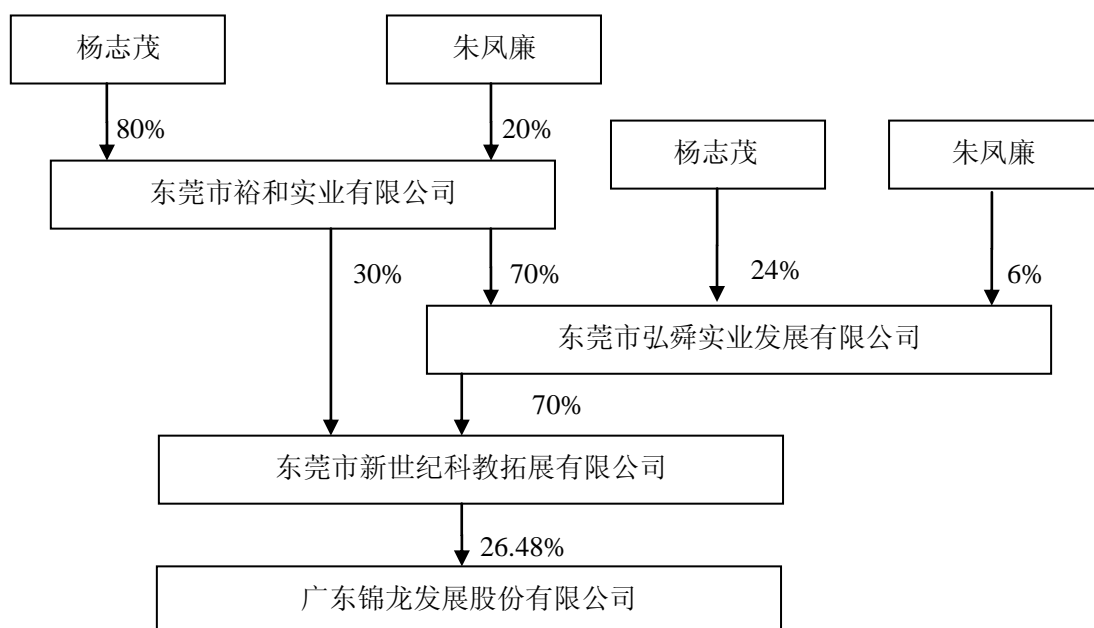 杨志茂
朱凤廉
80%
20%
杨志茂
朱凤廉
东莞市裕和实业有限公司
30%
70%
24%
6%
东莞市弘舜实业发展有限公司
70%
东莞市新世纪科教拓展有限公司
26.48%
广东锦龙发展股份有限公司